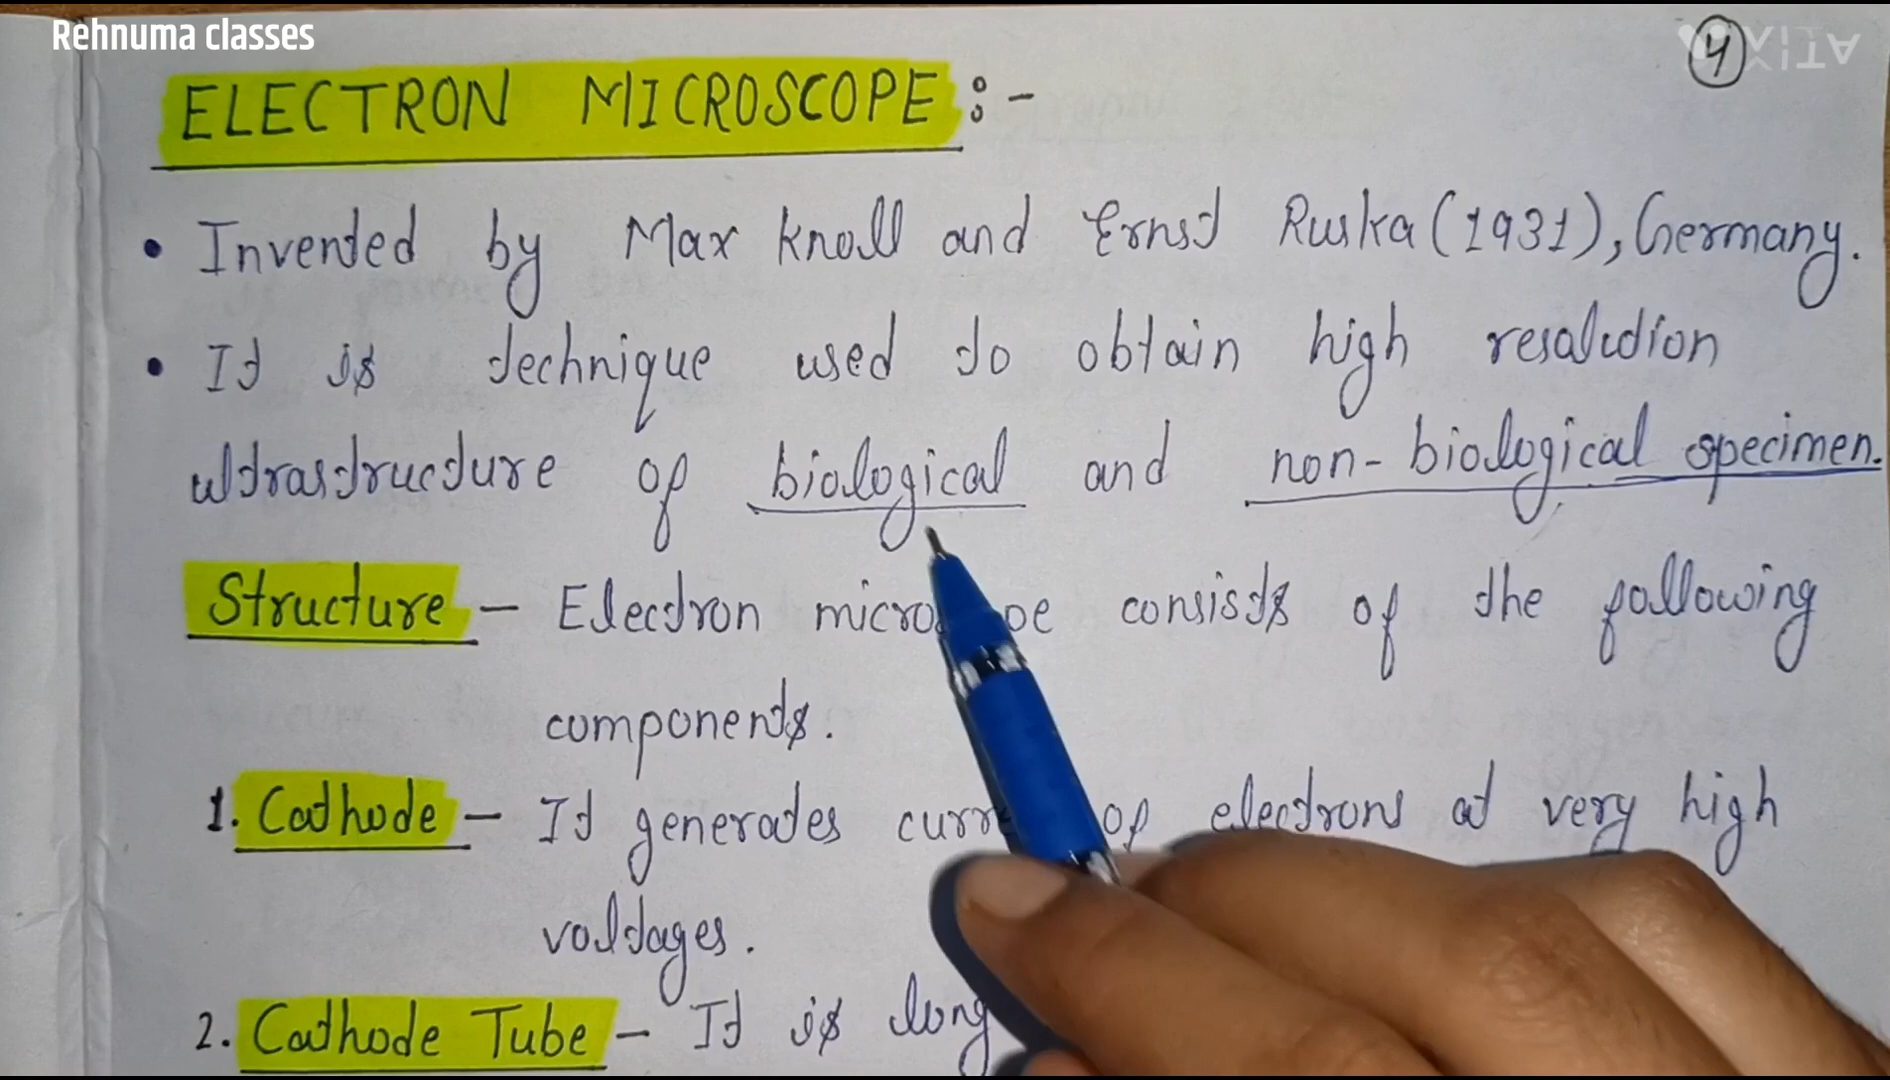 Rehnuma classes
4
ELECTRON MICROSCOPE :-
• Invented by Max Knoll and Ernst Ruska (1931), Germany.
• It is technique used to obtain high resolution
ultrastructure of biological and non-biological specimen.
Structure – Electron consists of the following
components.
1. Cathode – It generates of electrons at very high
voltages.
2. Cathode Tube – It is long